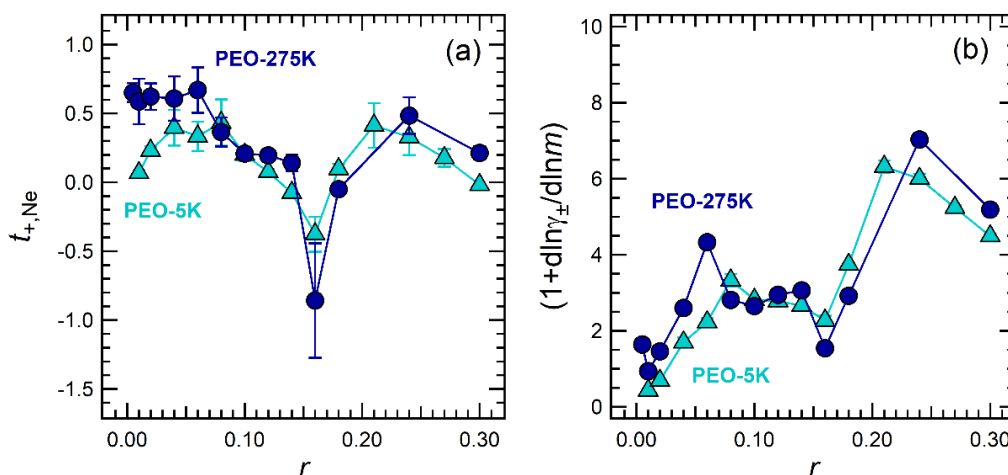 (a)
PEO-275K
PEO-5K
t+,Ne
1.0
0.5
0.0
-0.5
-1.0
-1.5
0.00 0.10 0.20 0.30
r
(b)
PEO-275K
PEO-5K
(1+dlnγ±/dlnm)
10
8
6
4
2
0
0.00 0.10 0.20 0.30
r